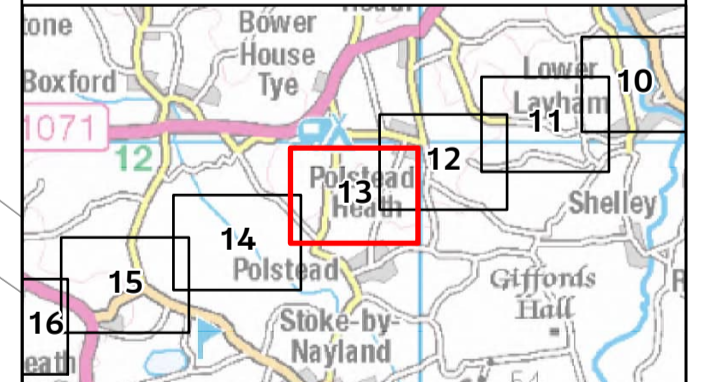 tone
Bower
House
Tye
Boxford
1071
12
Lower
Layham
10
11
12
Polstead
Heath
13
Shelley
14
Polstead
15
Giffords
Hall
16
Stoke-by-
Nayland
eath